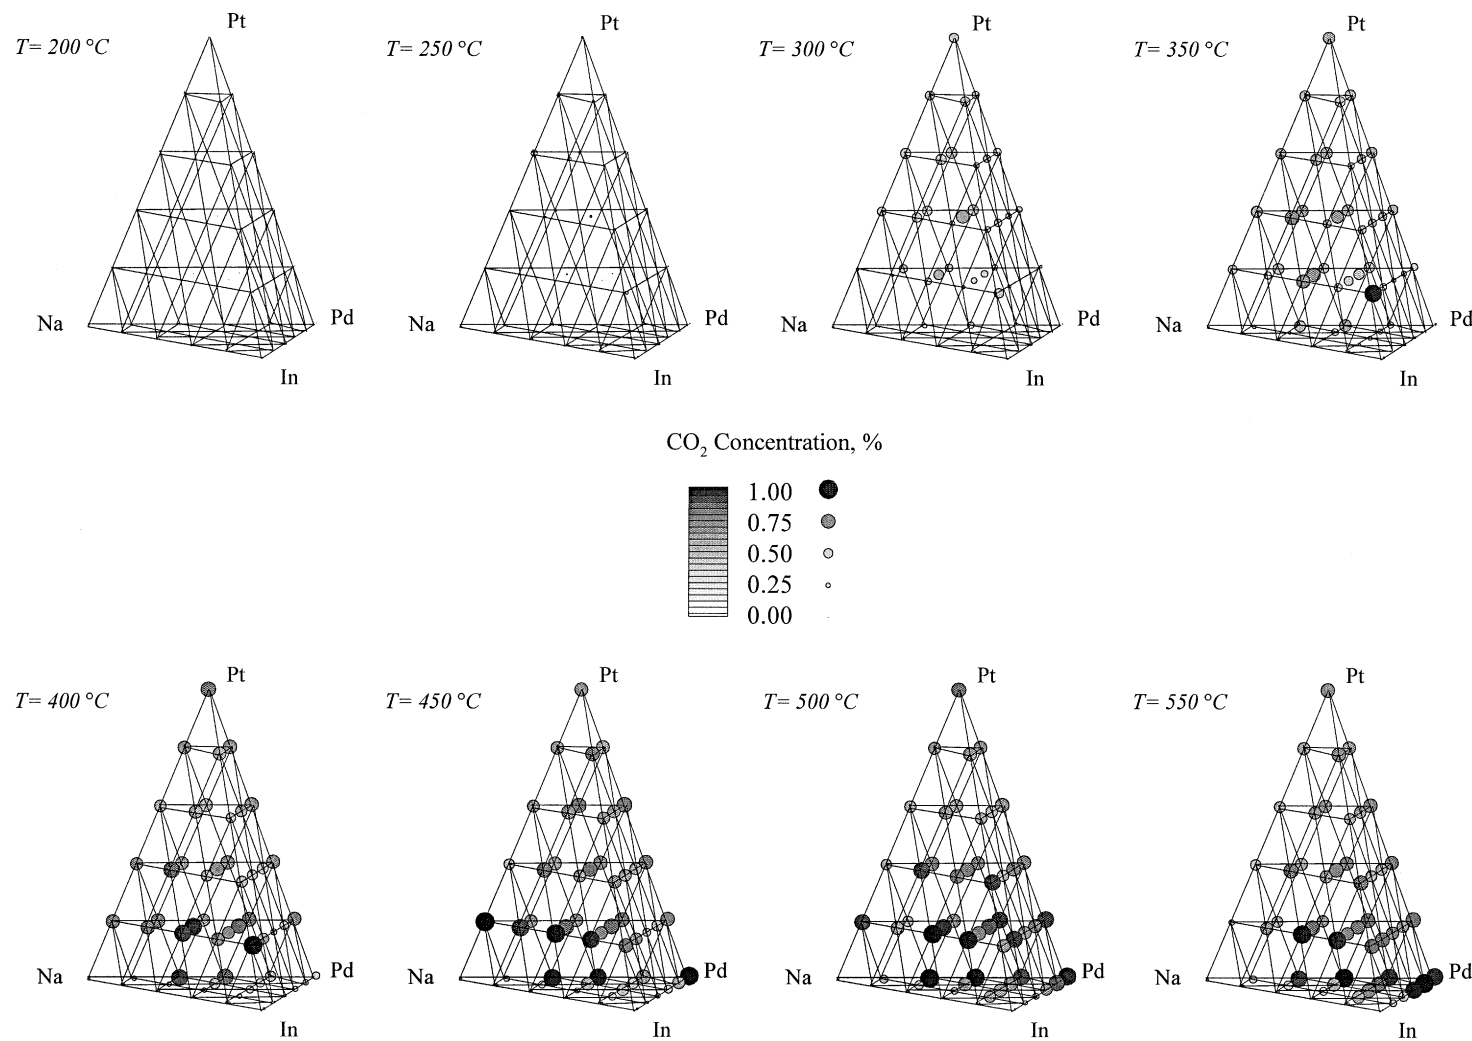 Pt
Pt
Pt
Pt
T= 200 °C
T= 250 °C
T= 300 °C
T= 350 °C
Na
Pd
Na
Pd
Na
Pd
Na
Pd
In
In
In
In
CO₂ Concentration, %
1.00
0.75
0.50
0.25
0.00
Pt
Pt
Pt
Pt
T= 400 °C
T= 450 °C
T= 500 °C
T= 550 °C
Na
Pd
Na
Pd
Na
Pd
Na
Pd
In
In
In
In